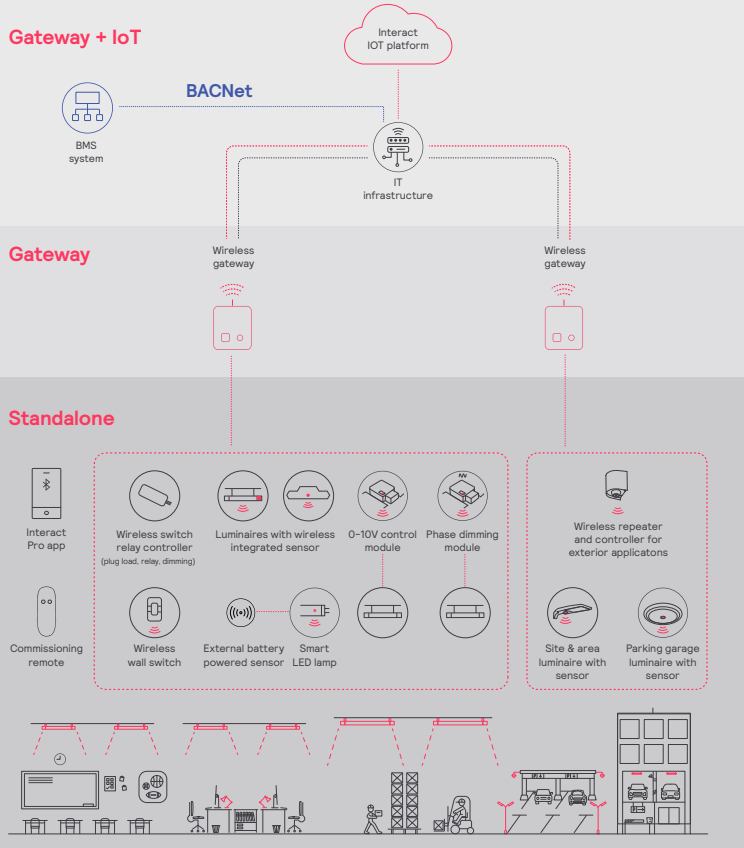 Gateway + IoT
Interact
IOT platform
BACNet
BMS
system
IT
infrastructure
Gateway
Wireless
gateway
Wireless
gateway
Standalone
Interact
Pro app
Wireless switch
relay controller
(plug load, relay, dimming)
Luminaires with wireless
integrated sensor
0-10V control
module
Phase dimming
module
Wireless repeater
and controller for
exterior applicatons
Commissioning
remote
Wireless
wall switch
External battery
powered sensor
Smart
LED lamp
Site & area
luminaire with
sensor
Parking garage
luminaire with
sensor